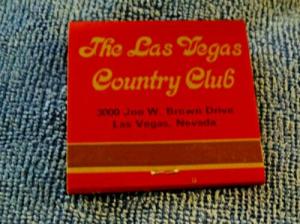 The Las Vegas
Country Club
3000 Joe W. Brown Drive
Las Vegas, Nevada